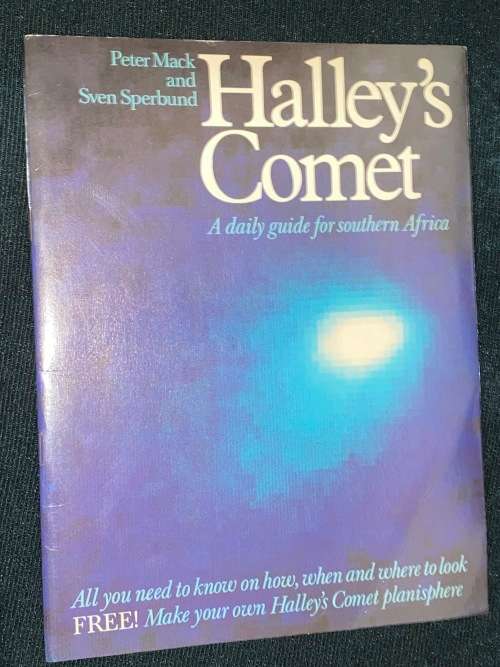 Peter Mack
and
Sven Sperbund
Halley's
Comet
A daily guide for southern Africa
All you need to know on how, when and where to look
FREE! Make your own Halley's Comet planisphere